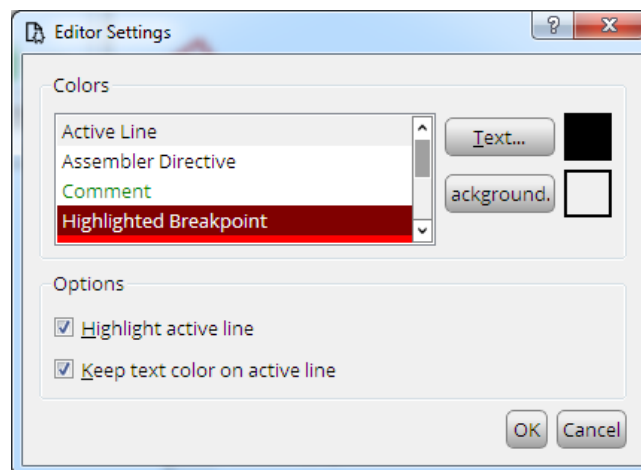 Editor Settings
?
Colors
Active Line
Assembler Directive
Comment
Highlighted Breakpoint
Text...
ackground.
Options
Highlight active line
Keep text color on active line
OK
Cancel